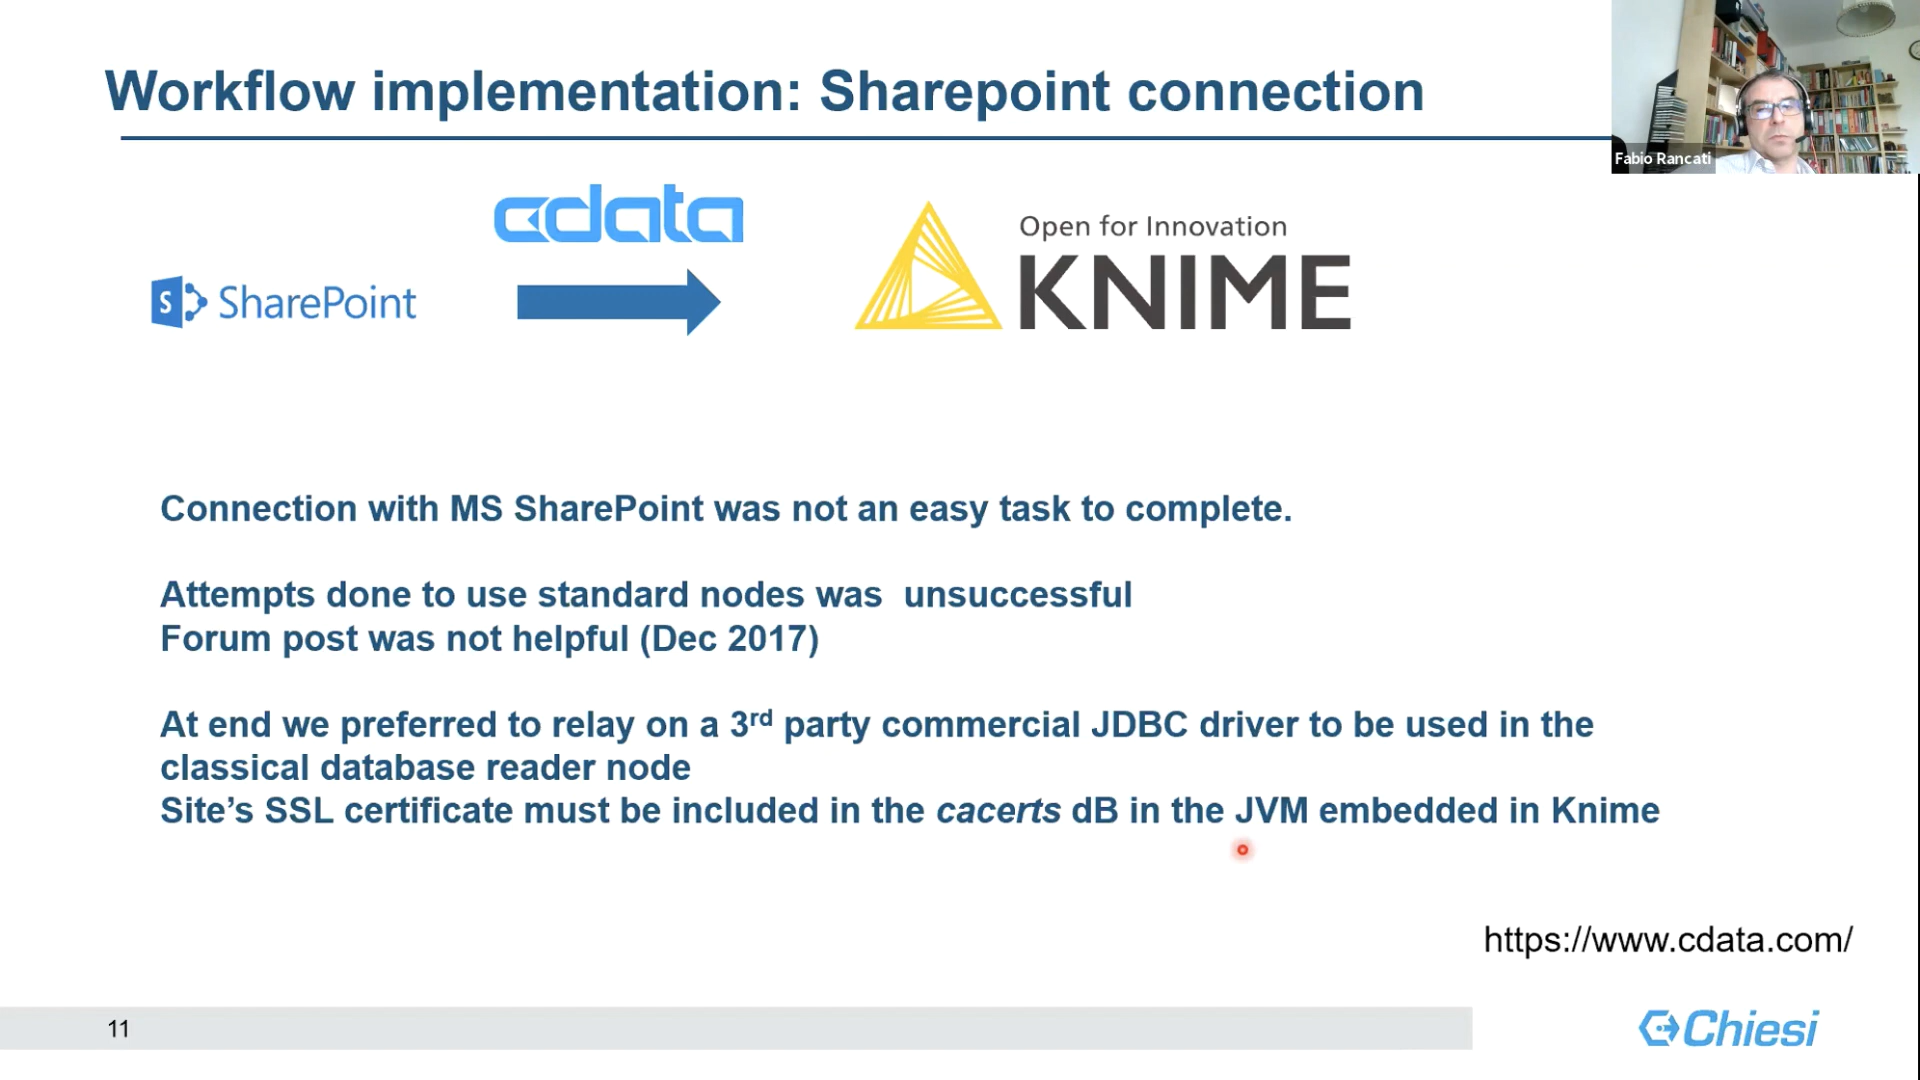 Workflow implementation: Sharepoint connection
Fabio Rancati
cdata
Open for Innovation
S SharePoint
KNIME
Connection with MS SharePoint was not an easy task to complete.
Attempts done to use standard nodes was  unsuccessful
Forum post was not helpful (Dec 2017)
At end we preferred to relay on a 3rd party commercial JDBC driver to be used in the
classical database reader node
Site’s SSL certificate must be included in the cacerts dB in the JVM embedded in Knime
https://www.cdata.com/
11
Chiesi